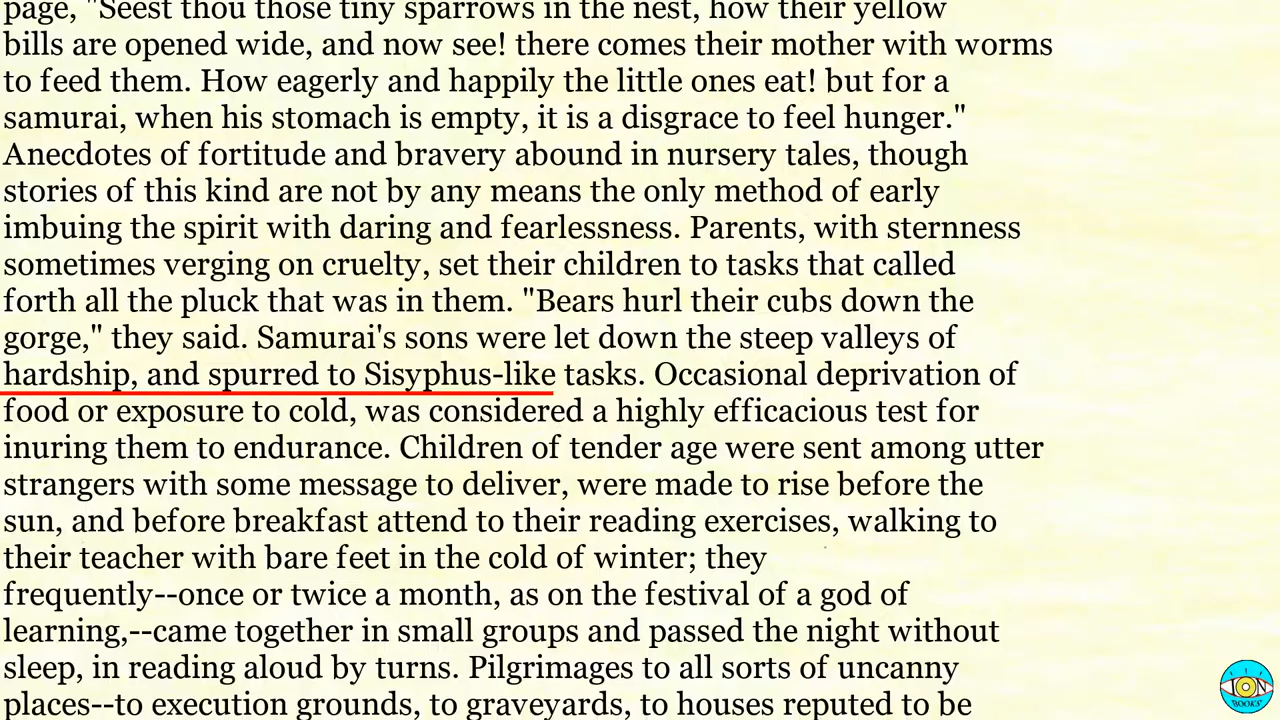 page, "Seest thou those tiny sparrows in the nest, how their yellow
bills are opened wide, and now see! there comes their mother with worms
to feed them. How eagerly and happily the little ones eat! but for a
samurai, when his stomach is empty, it is a disgrace to feel hunger."
Anecdotes of fortitude and bravery abound in nursery tales, though
stories of this kind are not by any means the only method of early
imbuing the spirit with daring and fearlessness. Parents, with sternness
sometimes verging on cruelty, set their children to tasks that called
forth all the pluck that was in them. "Bears hurl their cubs down the
gorge," they said. Samurai's sons were let down the steep valleys of
hardship, and spurred to Sisyphus-like tasks. Occasional deprivation of
food or exposure to cold, was considered a highly efficacious test for
inuring them to endurance. Children of tender age were sent among utter
strangers with some message to deliver, were made to rise before the
sun, and before breakfast attend to their reading exercises, walking to
their teacher with bare feet in the cold of winter; they
frequently--once or twice a month, as on the festival of a god of
learning,--came together in small groups and passed the night without
sleep, in reading aloud by turns. Pilgrimages to all sorts of uncanny
places--to execution grounds, to graveyards, to houses reputed to be
ION
BOOKS